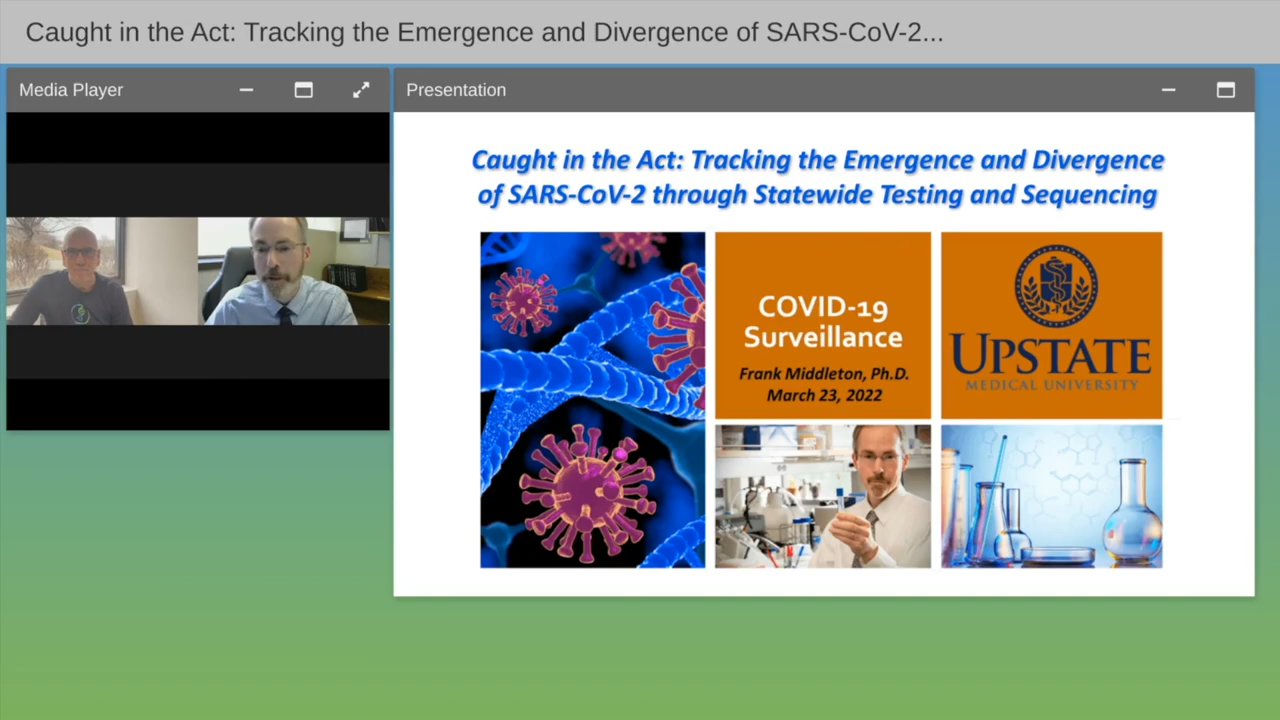 Caught in the Act: Tracking the Emergence and Divergence of SARS-CoV-2...
Media Player
Presentation
Caught in the Act: Tracking the Emergence and Divergence
of SARS-CoV-2 through Statewide Testing and Sequencing
COVID-19
Surveillance
Frank Middleton, Ph.D.
March 23, 2022
UPSTATE
MEDICAL UNIVERSITY